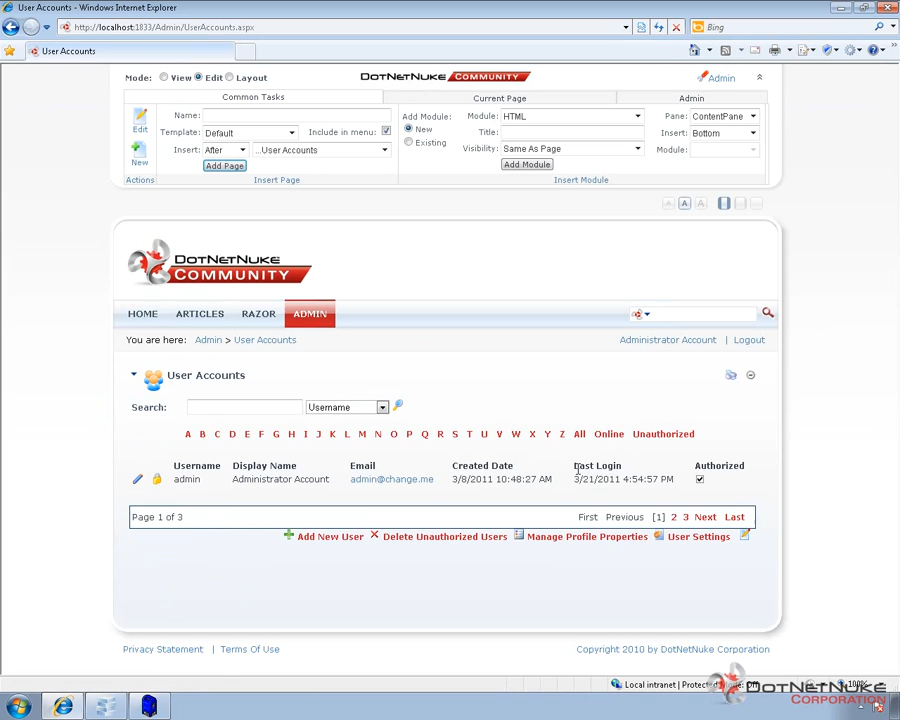 User Accounts - Windows Internet Explorer
http://localhost:1833/Admin/UserAccounts.aspx
Bing
User Accounts
Mode: View Edit Layout
DOTNETNUKE COMMUNITY
Admin
Common Tasks
Current Page
Admin
Edit
New
Actions
Name:
Template: Default
Include in menu:
Insert: After
...User Accounts
Add Page
Insert Page
Add Module:
New
Existing
Module: HTML
Title:
Visibility: Same As Page
Add Module
Pane: ContentPane
Insert: Bottom
Module:
Insert Module
A A A
DOTNETNUKE
COMMUNITY
HOME ARTICLES RAZOR ADMIN
You are here: Admin > User Accounts
Administrator Account | Logout
User Accounts
Search: Username
A B C D E F G H I J K L M N O P Q R S T U V W X Y Z All Online Unauthorized
Username Display Name Email Created Date Last Login Authorized
admin Administrator Account admin@change.me 3/8/2011 10:48:27 AM 3/21/2011 4:54:57 PM
Page 1 of 3 First Previous [1] 2 3 Next Last
Add New User Delete Unauthorized Users Manage Profile Properties User Settings
Privacy Statement | Terms Of Use
Copyright 2010 by DotNetNuke Corporation
Local intranet | Protected Mode: Off
100%
DOTNETNUKE
CORPORATION